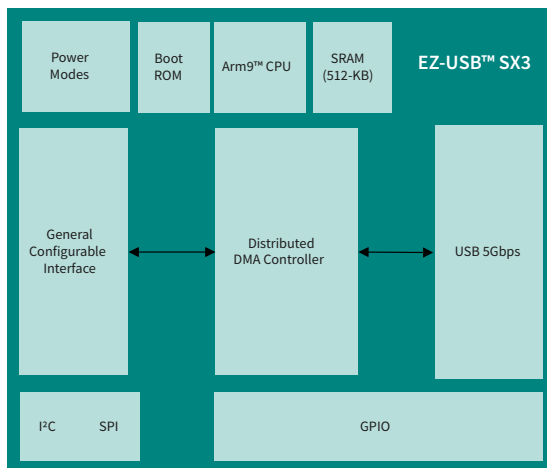 Power
Modes
Boot
ROM
Arm9™ CPU
SRAM
(512-KB)
EZ-USB™ SX3
General
Configurable
Interface
Distributed
DMA Controller
USB 5Gbps
I²C
SPI
GPIO